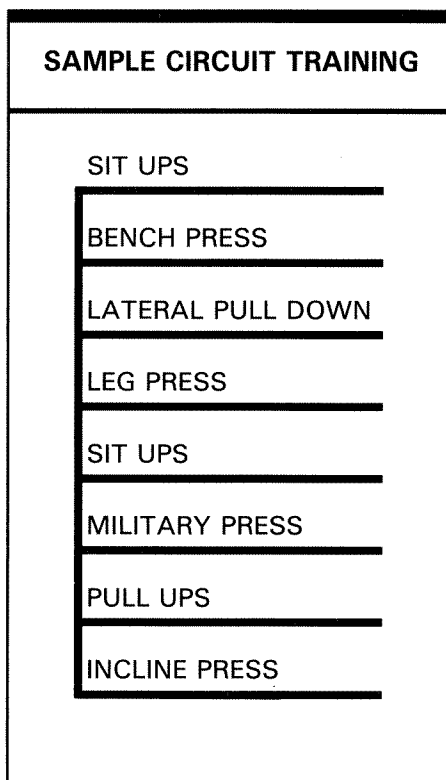 SAMPLE CIRCUIT TRAINING
SIT UPS
BENCH PRESS
LATERAL PULL DOWN
LEG PRESS
SIT UPS
MILITARY PRESS
PULL UPS
INCLINE PRESS